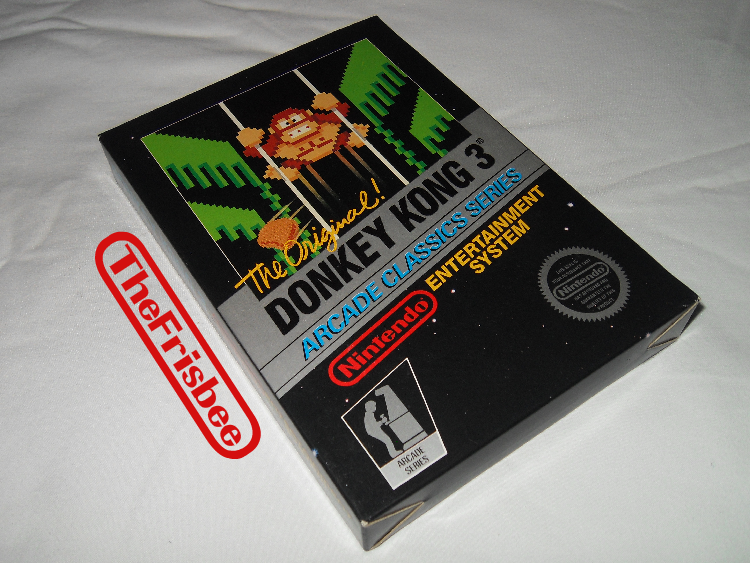 The Original!
DONKEY KONG 3
ARCADE CLASSICS SERIES
Nintendo
ENTERTAINMENT
SYSTEM
Nintendo
ARCADE
SERIES
TheFrisbee